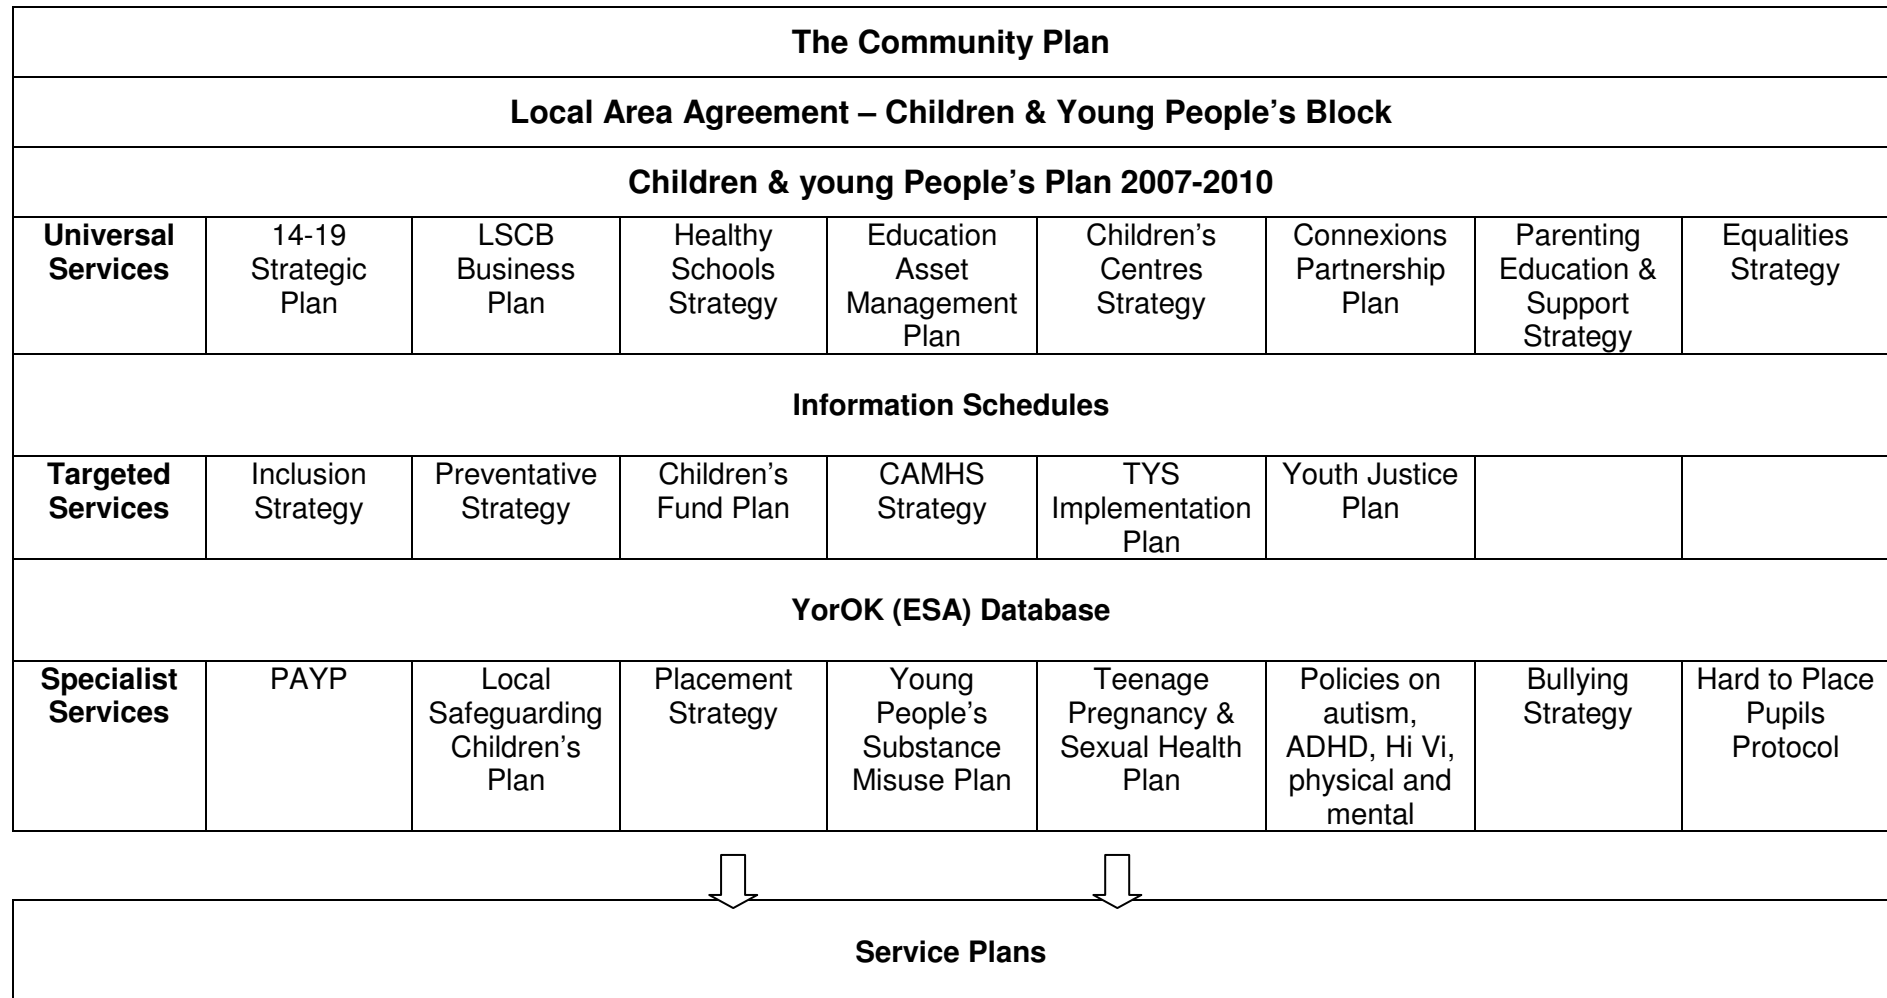 The Community Plan
Local Area Agreement – Children & Young People's Block
Children & young People's Plan 2007-2010
Universal
Services
14-19
Strategic
Plan
LSCB
Business
Plan
Healthy
Schools
Strategy
Education
Asset
Management
Plan
Children's
Centres
Strategy
Connexions
Partnership
Plan
Parenting
Education &
Support
Strategy
Equalities
Strategy
Information Schedules
Targeted
Services
Inclusion
Strategy
Preventative
Strategy
Children's
Fund Plan
CAMHS
Strategy
TYS
Implementation
Plan
Youth Justice
Plan
YorOK (ESA) Database
Specialist
Services
PAYP
Local
Safeguarding
Children's
Plan
Placement
Strategy
Young
People's
Substance
Misuse Plan
Teenage
Pregnancy &
Sexual Health
Plan
Policies on
autism,
ADHD, Hi Vi,
physical and
mental
Bullying
Strategy
Hard to Place
Pupils
Protocol
Service Plans